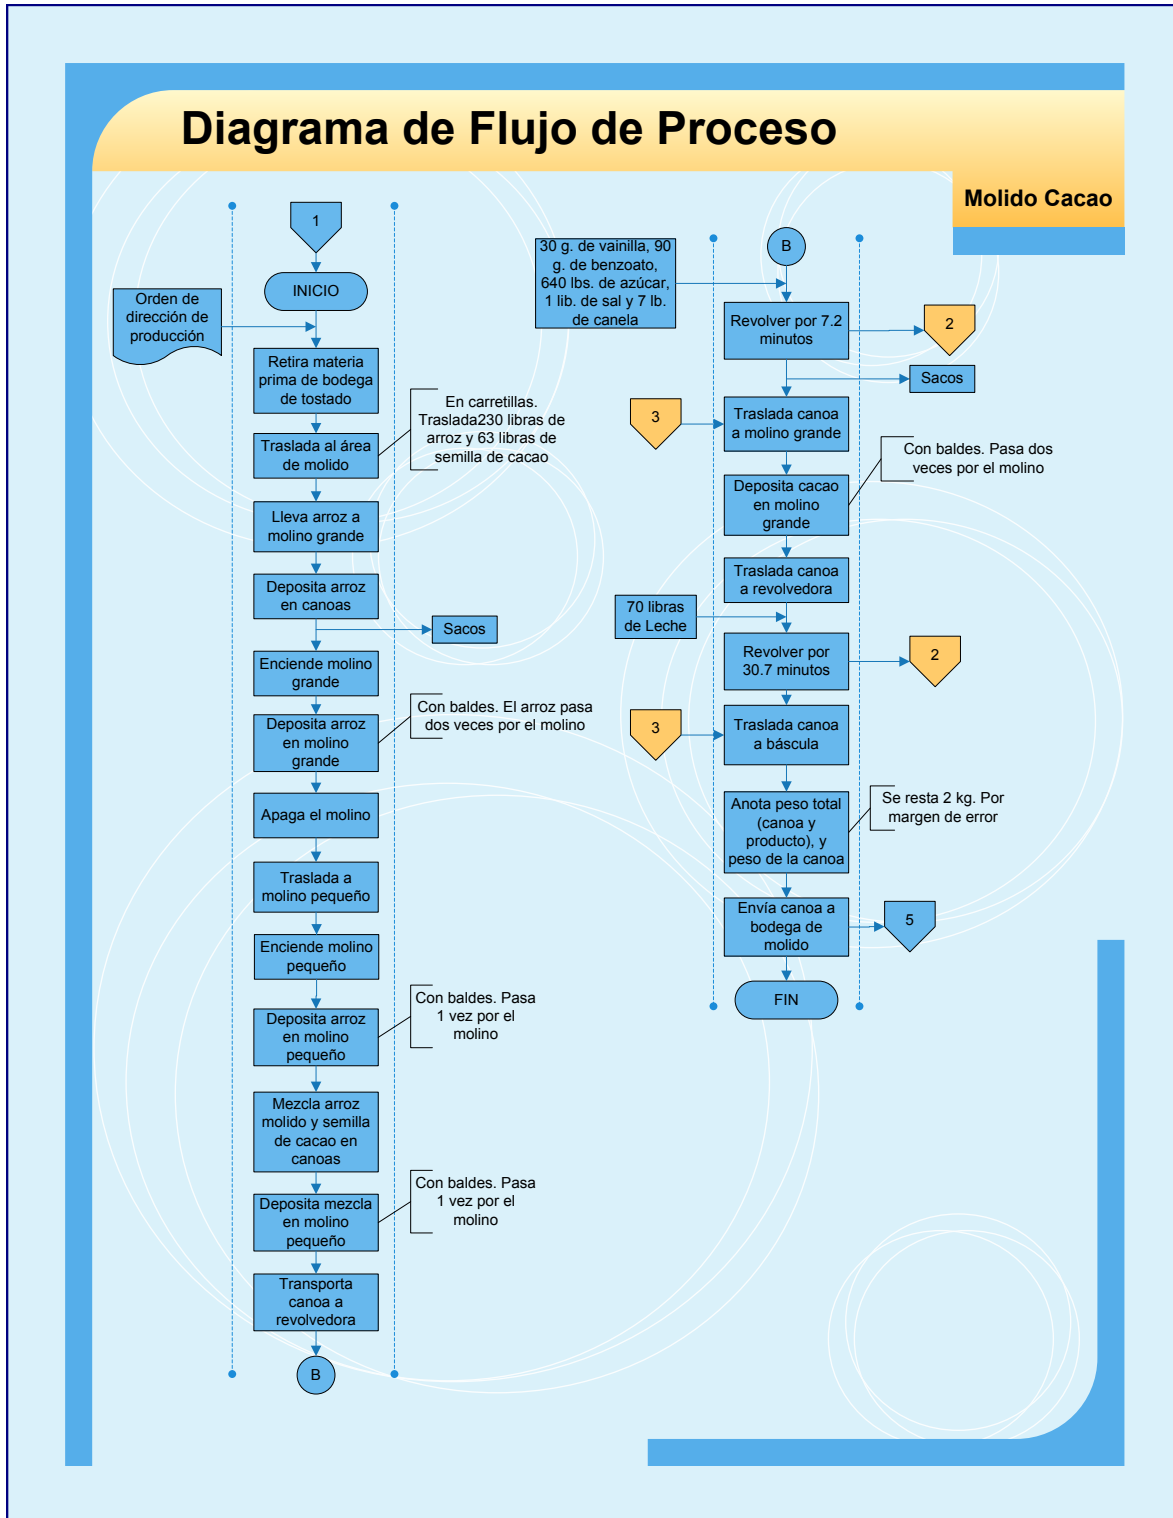 Diagrama de Flujo de Proceso
Molido Cacao
1
INICIO
Orden de
dirección de
producción
Retira materia
prima de bodega
de tostado
En carretillas.
Traslada230 libras de
arroz y 63 libras de
semilla de cacao
Traslada al área
de molido
Lleva arroz a
molino grande
Deposita arroz
en canoas
Sacos
Enciende molino
grande
Con baldes. El arroz pasa
dos veces por el molino
Deposita arroz
en molino
grande
Apaga el molino
Traslada a
molino pequeño
Enciende molino
pequeño
Con baldes. Pasa
1 vez por el
molino
Deposita arroz
en molino
pequeño
Mezcla arroz
molido y semilla
de cacao en
canoas
Con baldes. Pasa
1 vez por el
molino
Deposita mezcla
en molino
pequeño
Transporta
canoa a
revolvedora
B
B
30 g. de vainilla, 90
g. de benzoato,
640 lbs. de azúcar,
1 lib. de sal y 7 lb.
de canela
Revolver por 7.2
minutos
2
Sacos
3
Traslada canoa
a molino grande
Con baldes. Pasa dos
veces por el molino
Deposita cacao
en molino
grande
Traslada canoa
a revolvedora
70 libras
de Leche
Revolver por
30.7 minutos
2
3
Traslada canoa
a báscula
Se resta 2 kg. Por
margen de error
Anota peso total
(canoa y
producto), y
peso de la canoa
Envía canoa a
bodega de
molido
5
FIN